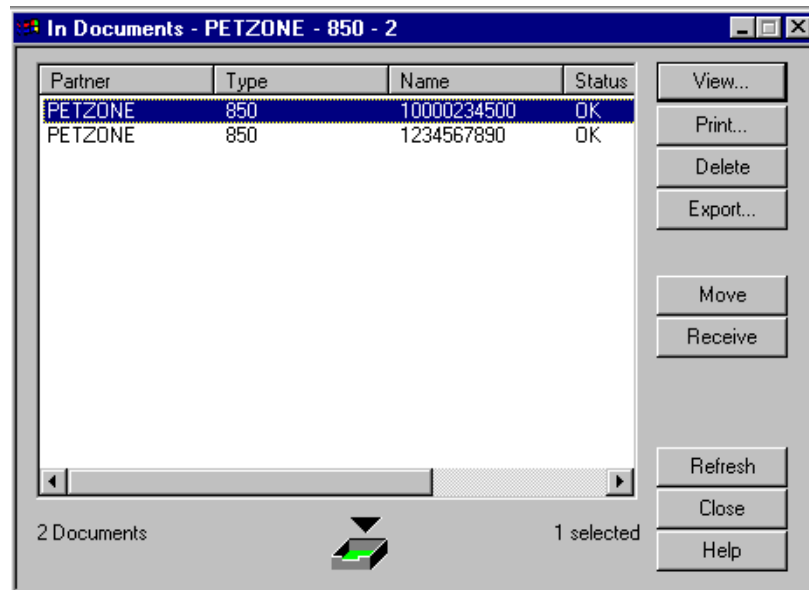 In Documents - PETZONE - 850 - 2
Partner Type Name Status
PETZONE 850 10000234500 OK
PETZONE 850 1234567890 OK
View...
Print...
Delete
Export...
Move
Receive
Refresh
Close
Help
2 Documents 1 selected